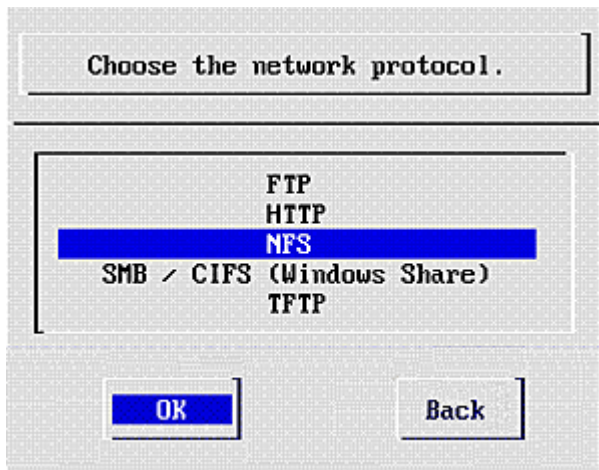 Choose the network protocol.
FTP
HTTP
NFS
SMB / CIFS (Windows Share)
TFTP
OK Back